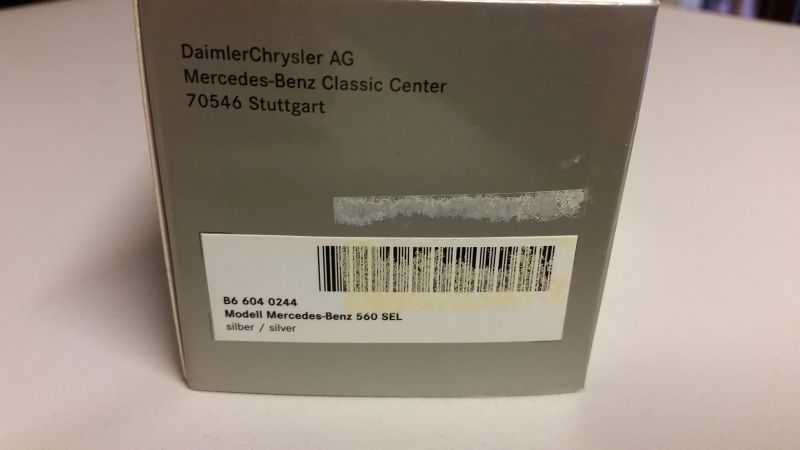 DaimlerChrysler AG
Mercedes-Benz Classic Center
70546 Stuttgart
B6 604 0244
Modell Mercedes-Benz 560 SEL
silber / silver